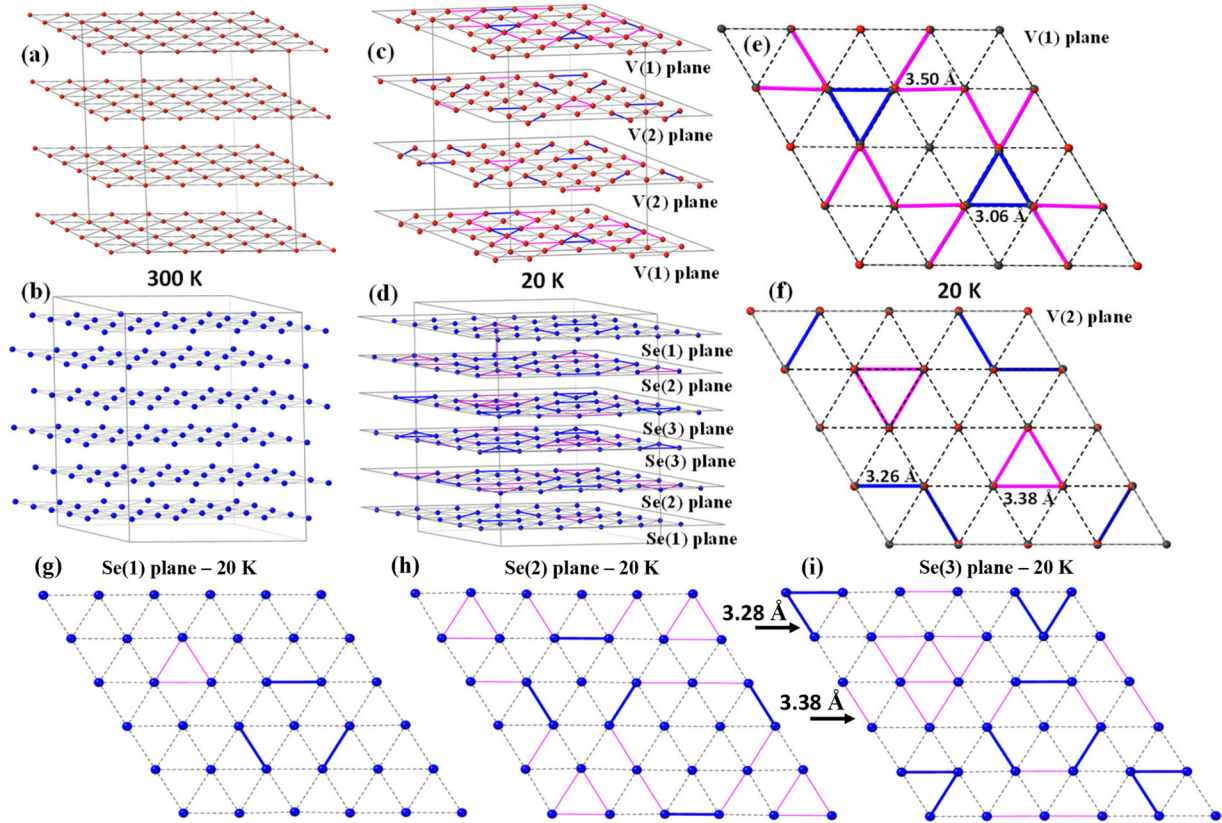 (a)
(c)
V(1) plane
V(2) plane
V(2) plane
V(1) plane
(e)
V(1) plane
3.50 Å
3.06 Å
300 K
20 K
20 K
(b)
(d)
Se(1) plane
Se(2) plane
Se(3) plane
Se(3) plane
Se(2) plane
Se(1) plane
(f)
V(2) plane
3.26 Å
3.38 Å
(g)
Se(1) plane – 20 K
(h)
Se(2) plane – 20 K
(i)
Se(3) plane – 20 K
3.28 Å
3.38 Å